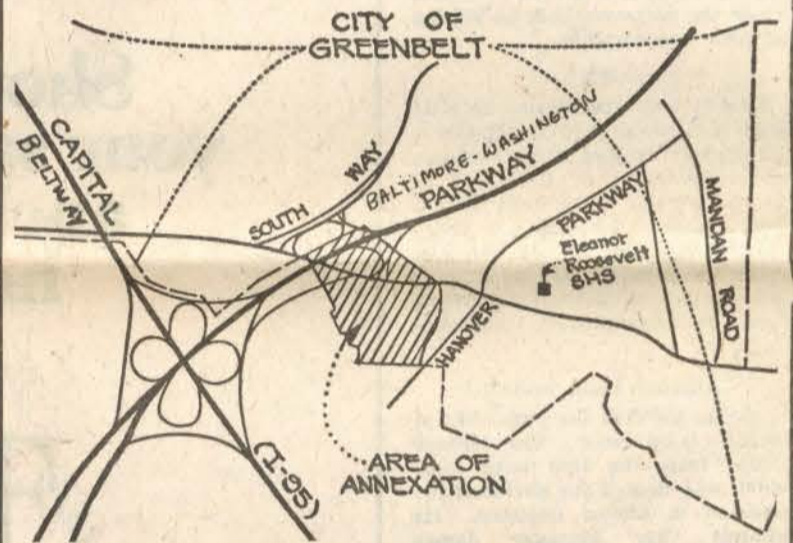 CITY OF
GREENBELT
CAPITAL
BELTWAY
SOUTH WAY
BALTIMORE-WASHINGTON
PARKWAY
PARKWAY
Eleanor
Roosevelt
SHS
MANDAN ROAD
HANOVER
(I-95)
AREA OF
ANNEXATION